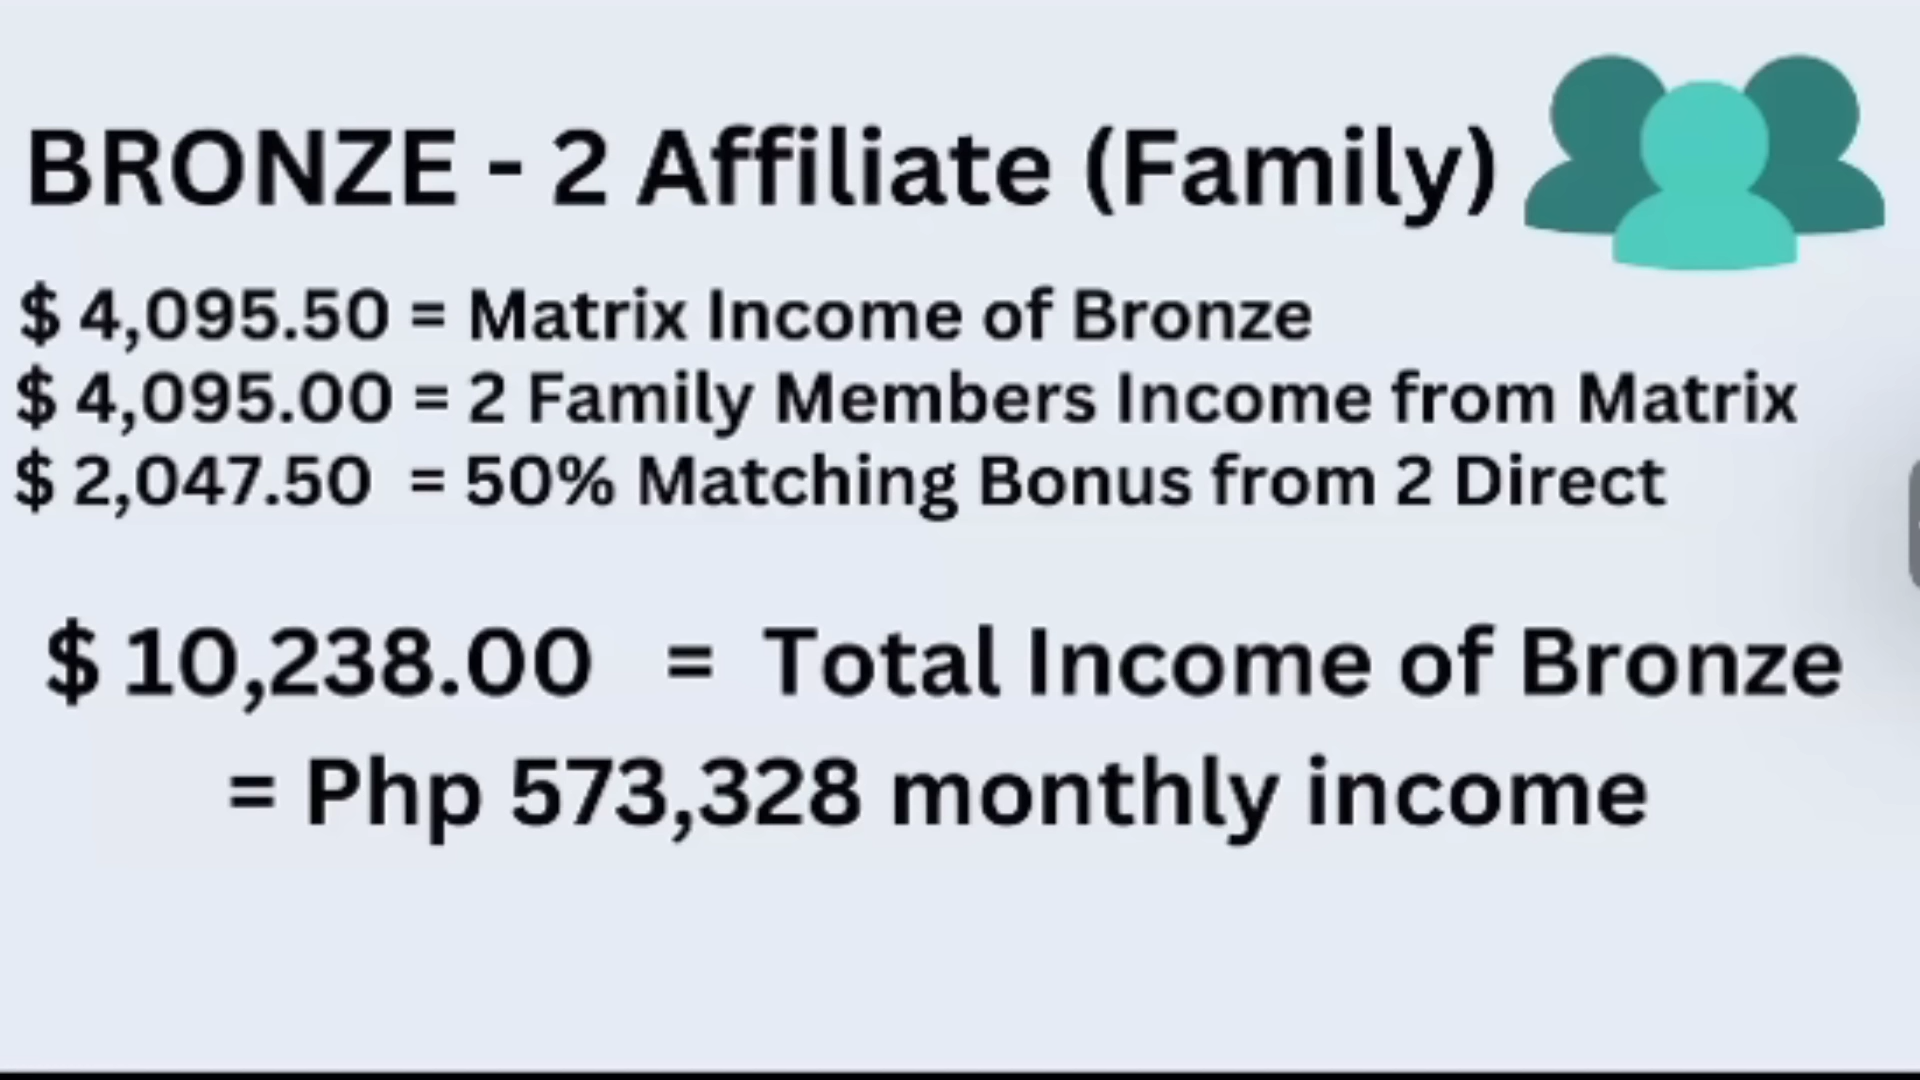 BRONZE - 2 Affiliate (Family)
$ 4,095.50 = Matrix Income of Bronze
$ 4,095.00 = 2 Family Members Income from Matrix
$ 2,047.50 = 50% Matching Bonus from 2 Direct
$ 10,238.00 = Total Income of Bronze
= Php 573,328 monthly income